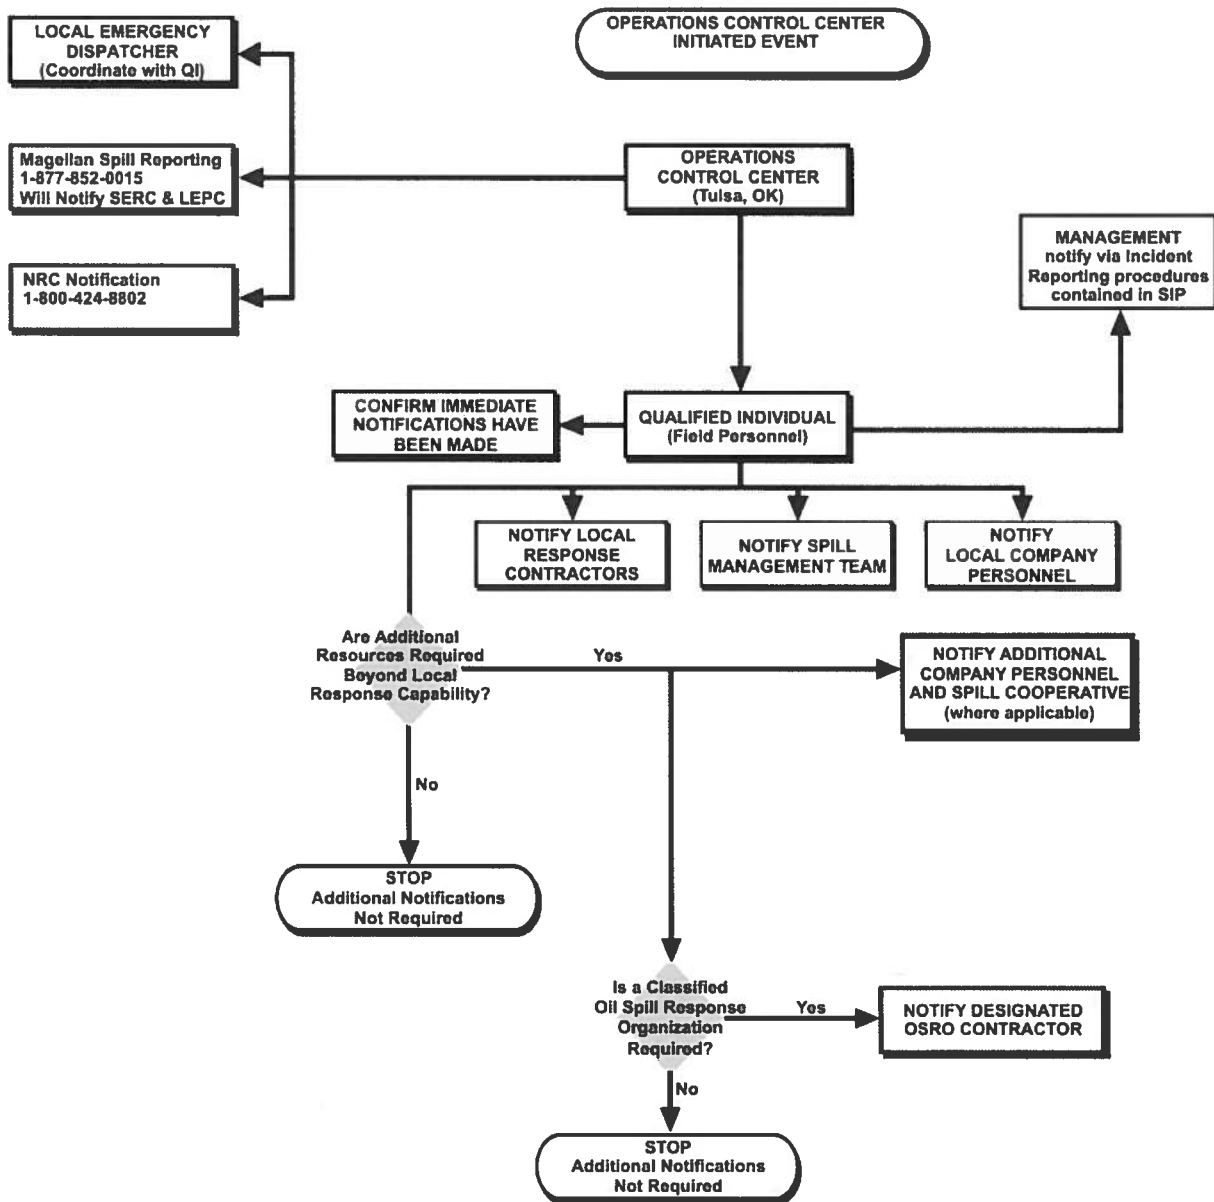 OPERATIONS CONTROL CENTER
INITIATED EVENT
LOCAL EMERGENCY
DISPATCHER
(Coordinate with QI)
Magellan Spill Reporting
1-877-852-0015
Will Notify SERC & LEPC
NRC Notification
1-800-424-8802
OPERATIONS
CONTROL CENTER
(Tulsa, OK)
MANAGEMENT
notify via Incident
Reporting procedures
contained in SIP
CONFIRM IMMEDIATE
NOTIFICATIONS HAVE
BEEN MADE
QUALIFIED INDIVIDUAL
(Field Personnel)
NOTIFY LOCAL
RESPONSE
CONTRACTORS
NOTIFY SPILL
MANAGEMENT TEAM
NOTIFY
LOCAL COMPANY
PERSONNEL
Are Additional
Resources Required
Beyond Local
Response Capability?
Yes
NOTIFY ADDITIONAL
COMPANY PERSONNEL
AND SPILL COOPERATIVE
(where applicable)
No
STOP
Additional Notifications
Not Required
Is a Classified
Oil Spill Response
Organization
Required?
Yes
NOTIFY DESIGNATED
OSRO CONTRACTOR
No
STOP
Additional Notifications
Not Required